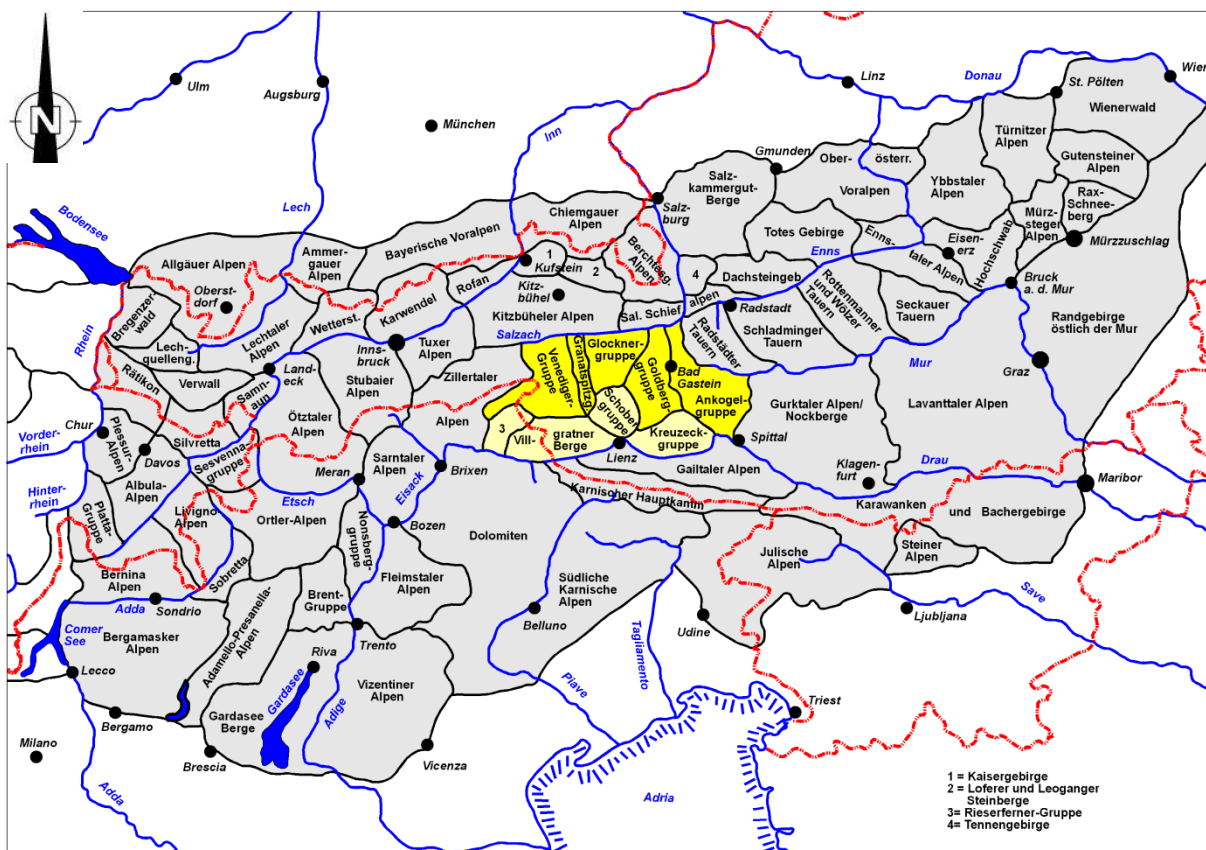 N
Ulm
Augsburg
München
Linz
Donau
Wien
St. Pölten
Wienerwald
Inn
Türnitzer
Alpen
Gutensteiner
Alpen
Gmunden
Ober-
österr.
Voralpen
Ybbstaler
Alpen
Rax-
Schnee-
berg
Mürz-
steger
Alpen
Mürzzuschlag
Salz-
kammergut-
Berge
Salz-
burg
Bodensee
Lech
Chiemgauer
Alpen
Bayerische Voralpen
Berchtesg.
Alpen
Totes Gebirge
Enns
Enns-
taler Alpen
Eisen-
erz
Hochschwab
Bruck
a. d. Mur
Allgäuer Alpen
Ammer-
gauer
Alpen
Oberst-
dorf
1
Kufstein
2
4
Dachsteingeb.
Rottenmanner
und Wölzer
Tauern
Seckauer
Tauern
Randgebirge
östlich der Mur
Bregenzer
wald
Rhein
Lech-
quelleng.
Lechtaler
Alpen
Wetterst.
Karwendel
Rofan
Kitz-
bühel
Kitzbüheler Alpen
Sal. Schief
alpen
Radstadt
Radstädter
Tauern
Schladminger
Tauern
Salzach
Inns-
bruck
Tuxer
Alpen
Mur
Graz
Rätikon
Verwall
Land-
eck
Samn-
aun
Stubaier
Alpen
Zillertaler
Alpen
Venediger-
Gruppe
Granatspitzg.
Glockner-
gruppe
Goldberg-
gruppe
Bad
Gastein
Ankogel-
gruppe
Schober
gruppe
Gurktaler Alpen/
Nockberge
Lavanttaler Alpen
Chur
Plessur-
Alpen
Davos
Silvretta
Ötztaler
Alpen
Vorder-
rhein
Sesvenna-
gruppe
Meran
Sarntaler
Alpen
Eisack
Brixen
3
Vill-
gratner
Berge
Lienz
Kreuzeck-
gruppe
Spittal
Gailtaler Alpen
Klagen-
furt
Drau
Maribor
Hinter-
rhein
Albula-
Alpen
Platta-
Gruppe
Livigno
Alpen
Etsch
Ortler-Alpen
Nonsberg-
gruppe
Bozen
Dolomiten
Karnischer Hauptkamm
Karawanken
und Bachergebirge
Steiner
Alpen
Julische
Alpen
Bernina
Alpen
Sobretta
Fleimstaler
Alpen
Südliche
Karnische
Alpen
Adda
Sondrio
Brent-
Gruppe
Comer
See
Bergamasker
Alpen
Adamello-Presanella-
Alpen
Trento
Belluno
Tagliamento
Udine
Ljubljana
Save
Lecco
Riva
Gardasee
Vizentiner
Alpen
Piave
Triest
Bergamo
Gardasee
Berge
Adige
Milano
Brescia
Vicenza
Adda
Adria
1 = Kaisergebirge
2 = Loferer und Leoganger
Steinberge
3= Rieserferner-Gruppe
4= Tennengebirge